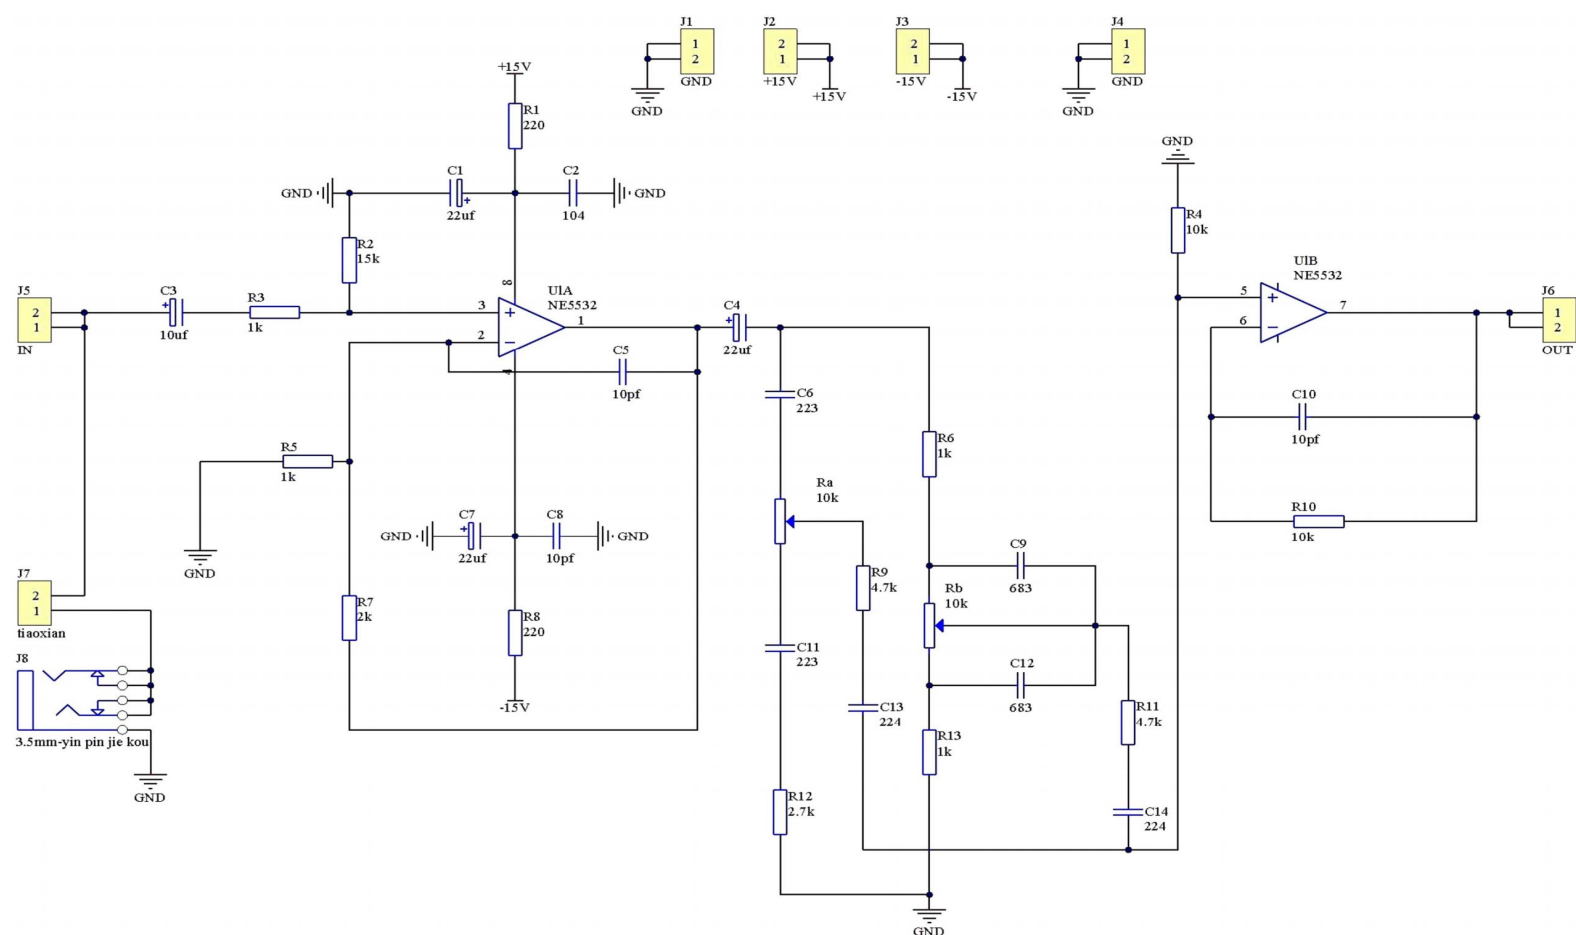 J1
1
2
GND
GND
J2
2
1
+15V
+15V
J3
2
1
-15V
-15V
J4
1
2
GND
GND
+15V
R1
220
GND
C1
22uf
+
C2
104
GND
R2
15k
8
J5
2
1
IN
C3
+
10uf
R3
1k
3
2
U1A
NE5532
1
4
C4
+
22uf
C5
10pf
R5
1k
GND
GND
C7
+
22uf
C8
10pf
GND
R7
2k
R8
220
-15V
J7
2
1
tiaoxian
J8
3.5mm-yin pin jie kou
GND
C6
223
Ra
10k
R6
1k
R9
4.7k
C9
683
Rb
10k
C11
223
C12
683
C13
224
R11
4.7k
R13
1k
R12
2.7k
C14
224
GND
GND
R4
10k
U1B
NE5532
5
6
7
J6
1
2
OUT
C10
10pf
R10
10k